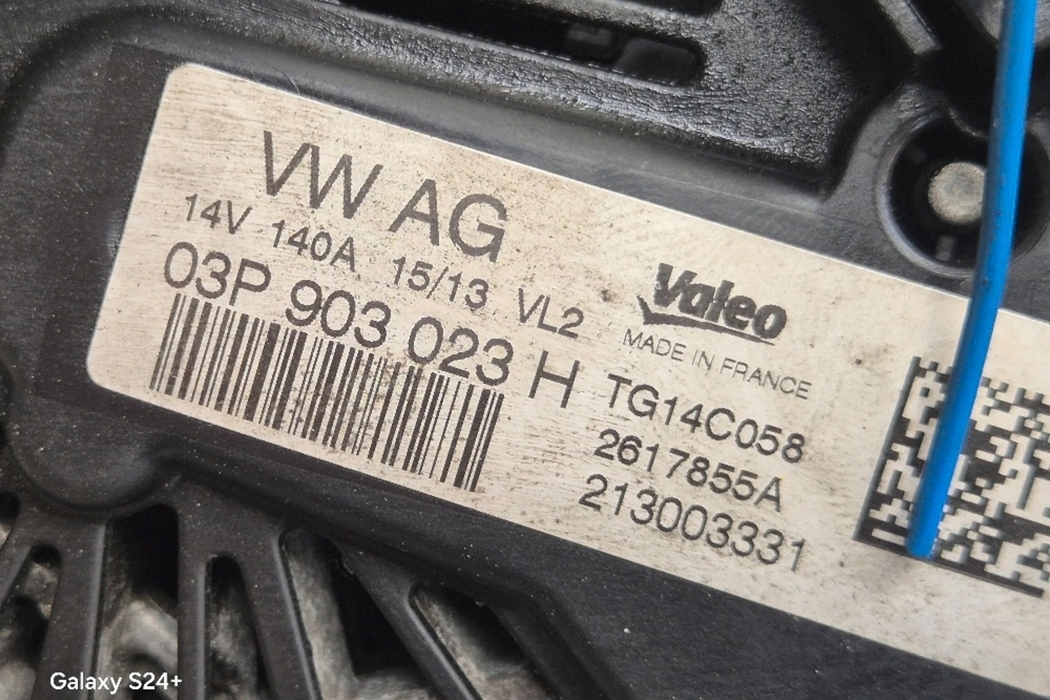 VW AG
14V 140A 15/13 VL2
03P 903 023 H
Valeo
MADE IN FRANCE
TG14C058
2617855A
213003331
Galaxy S24+